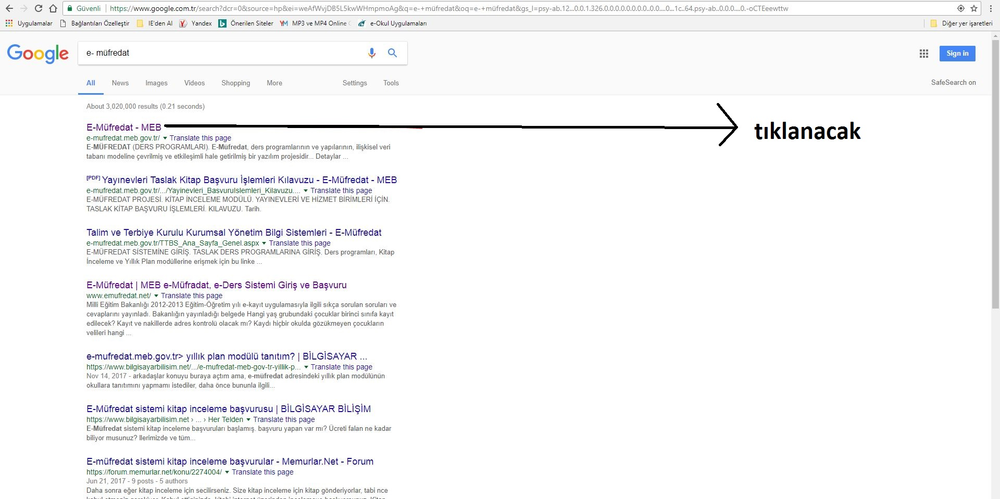 Güvenli https://www.google.com.tr/search?dcr=0&source=hp&ei=weAfWvjDB5L5kwWHmpmoAg&q=e-+müfredat&oq=e-+müfredat&gs_l=psy-ab.12...0.0.1.326.0.0.0.0.0.0.0.0..0.0....0...1c..64.psy-ab..0.0.0....0.-oCTEeewttw
Uygulamalar Bağlantıları Özelleştir IE'den Al Yandex Önerilen Siteler MP3 ve MP4 Online e-Okul Uygulamaları Diğer yer işaretleri
Google e- müfredat Sign in
All News Images Videos Shopping More Settings Tools SafeSearch on
About 3,020,000 results (0.21 seconds)
E-Müfredat - MEB tıklanacak
e-mufredat.meb.gov.tr/ Translate this page
E-MÜFREDAT (DERS PROGRAMLARI). E-Müfredat, ders programlarının ve yapılarının, ilişkisel veri
tabanı modeline çevrilmiş ve etkileşimli hale getirilmiş bir yazılım projesidir... Detaylar ...
[PDF] Yayınevleri Taslak Kitap Başvuru İşlemleri Kılavuzu - E-Müfredat - MEB
e-mufredat.meb.gov.tr/.../Yayinevleri_BasvuruIslemleri_Kilavuzu.... Translate this page
E-MÜFREDAT PROJESİ. KİTAP İNCELEME MODÜLÜ. YAYINEVLERİ VE HİZMET BİRİMLERİ İÇİN.
TASLAK KİTAP BAŞVURU İŞLEMLERİ. KILAVUZU. Tarih.
Talim ve Terbiye Kurulu Kurumsal Yönetim Bilgi Sistemleri - E-Müfredat
e-mufredat.meb.gov.tr/TTBS_Ana_Sayfa_Genel.aspx Translate this page
E-MÜFREDAT SİSTEMİNE GİRİŞ. TASLAK DERS PROGRAMLARINA GİRİŞ. Ders programları, Kitap
İnceleme ve Yıllık Plan modüllerine erişmek için bu linke ...
E-Müfredat | MEB e-Müfradat, e-Ders Sistemi Giriş ve Başvuru
www.emufredat.net/ Translate this page
Milli Eğitim Bakanlığı 2012-2013 Eğitim-Öğretim yılı e-kayıt uygulamasıyla ilgili sıkça sorulan soruları ve
cevaplarını yayınladı. Bakanlığın yayınladığı belgede Hangi yaş grubundaki çocuklar birinci sınıfa kayıt
edilecek? Kayıt ve nakillerde adres kontrolü olacak mı? Kaydı hiçbir okulda gözükmeyen çocukların
velileri hangi ...
e-mufredat.meb.gov.tr> yıllık plan modülü tanıtım? | BİLGİSAYAR ...
https://www.bilgisayarbilisim.net/.../e-mufredat-meb-gov-tr-yillik-p... Translate this page
Nov 14, 2017 - arkadaşlar konuyu buraya açtım ama, e-müfredat adresindeki yıllık plan modülünün
okullara tanıtımını yapmamı istediler, daha önce bununla ilgili...
E-Müfredat sistemi kitap inceleme başvurusu | BİLGİSAYAR BİLİŞİM
https://www.bilgisayarbilisim.net › ... › Her Telden Translate this page
E-Müfredat sistemi kitap inceleme başvuruları başlamış. başvuru yapan var mı? Ücreti falan ne kadar
biliyor musunuz? Ilerimizde ve tüm...
E-müfredat sistemi kitap inceleme başvurular - Memurlar.Net - Forum
https://forum.memurlar.net/konu/2274004/ Translate this page
Jun 21, 2017 - 9 posts - 5 authors
Daha sonra eğer kitap inceleme için secilirseniz. Size kitap inceleme için kitap gönderiyorlar, tabi nce